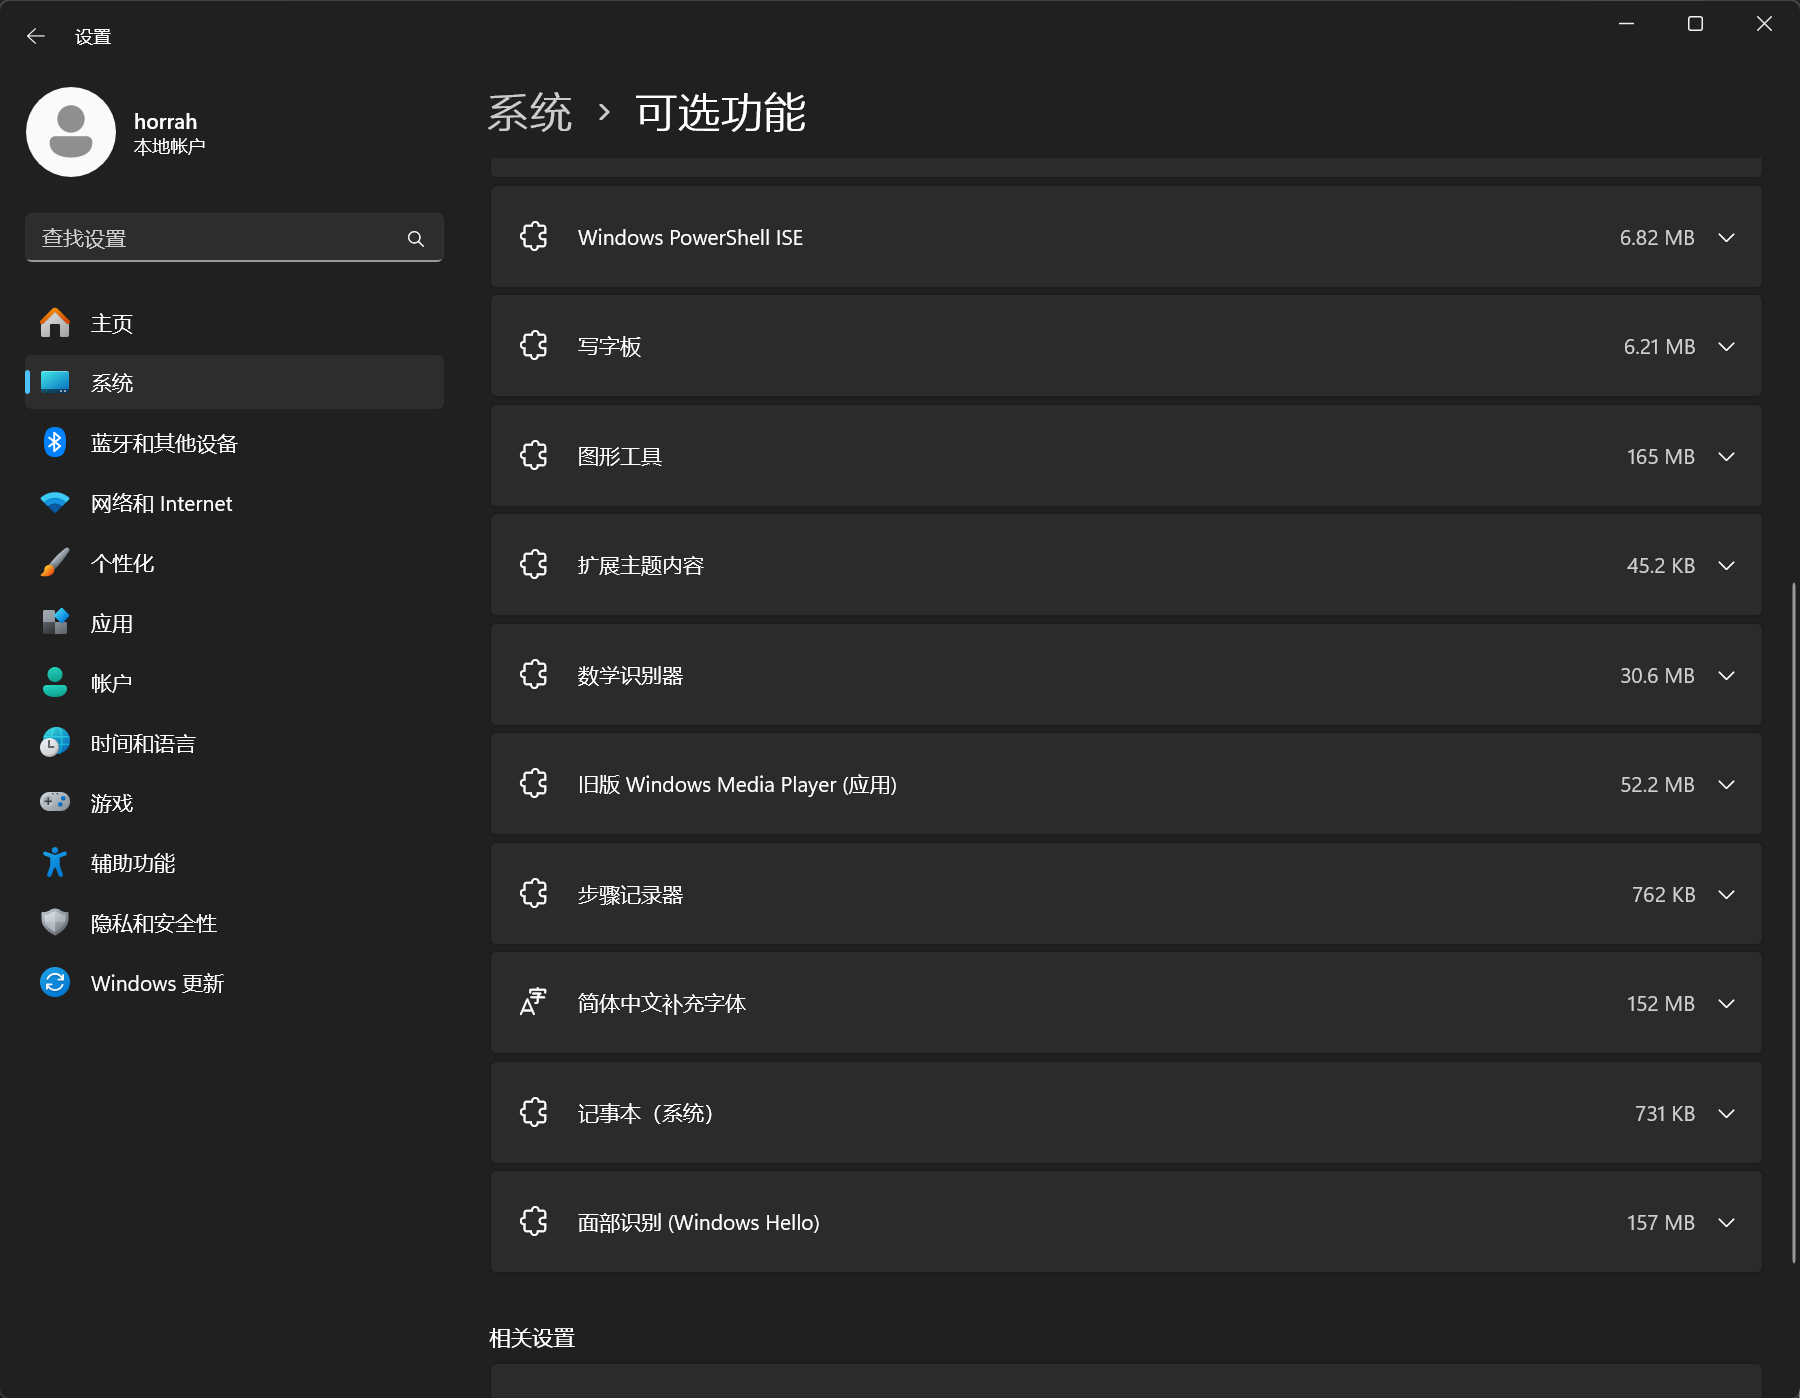 设置
horrah
本地帐户
查找设置
主页
系统
蓝牙和其他设备
网络和 Internet
个性化
应用
帐户
时间和语言
游戏
辅助功能
隐私和安全性
Windows 更新
系统 › 可选功能
Windows PowerShell ISE 6.82 MB
写字板 6.21 MB
图形工具 165 MB
扩展主题内容 45.2 KB
数学识别器 30.6 MB
旧版 Windows Media Player (应用) 52.2 MB
步骤记录器 762 KB
简体中文补充字体 152 MB
记事本（系统） 731 KB
面部识别 (Windows Hello) 157 MB
相关设置